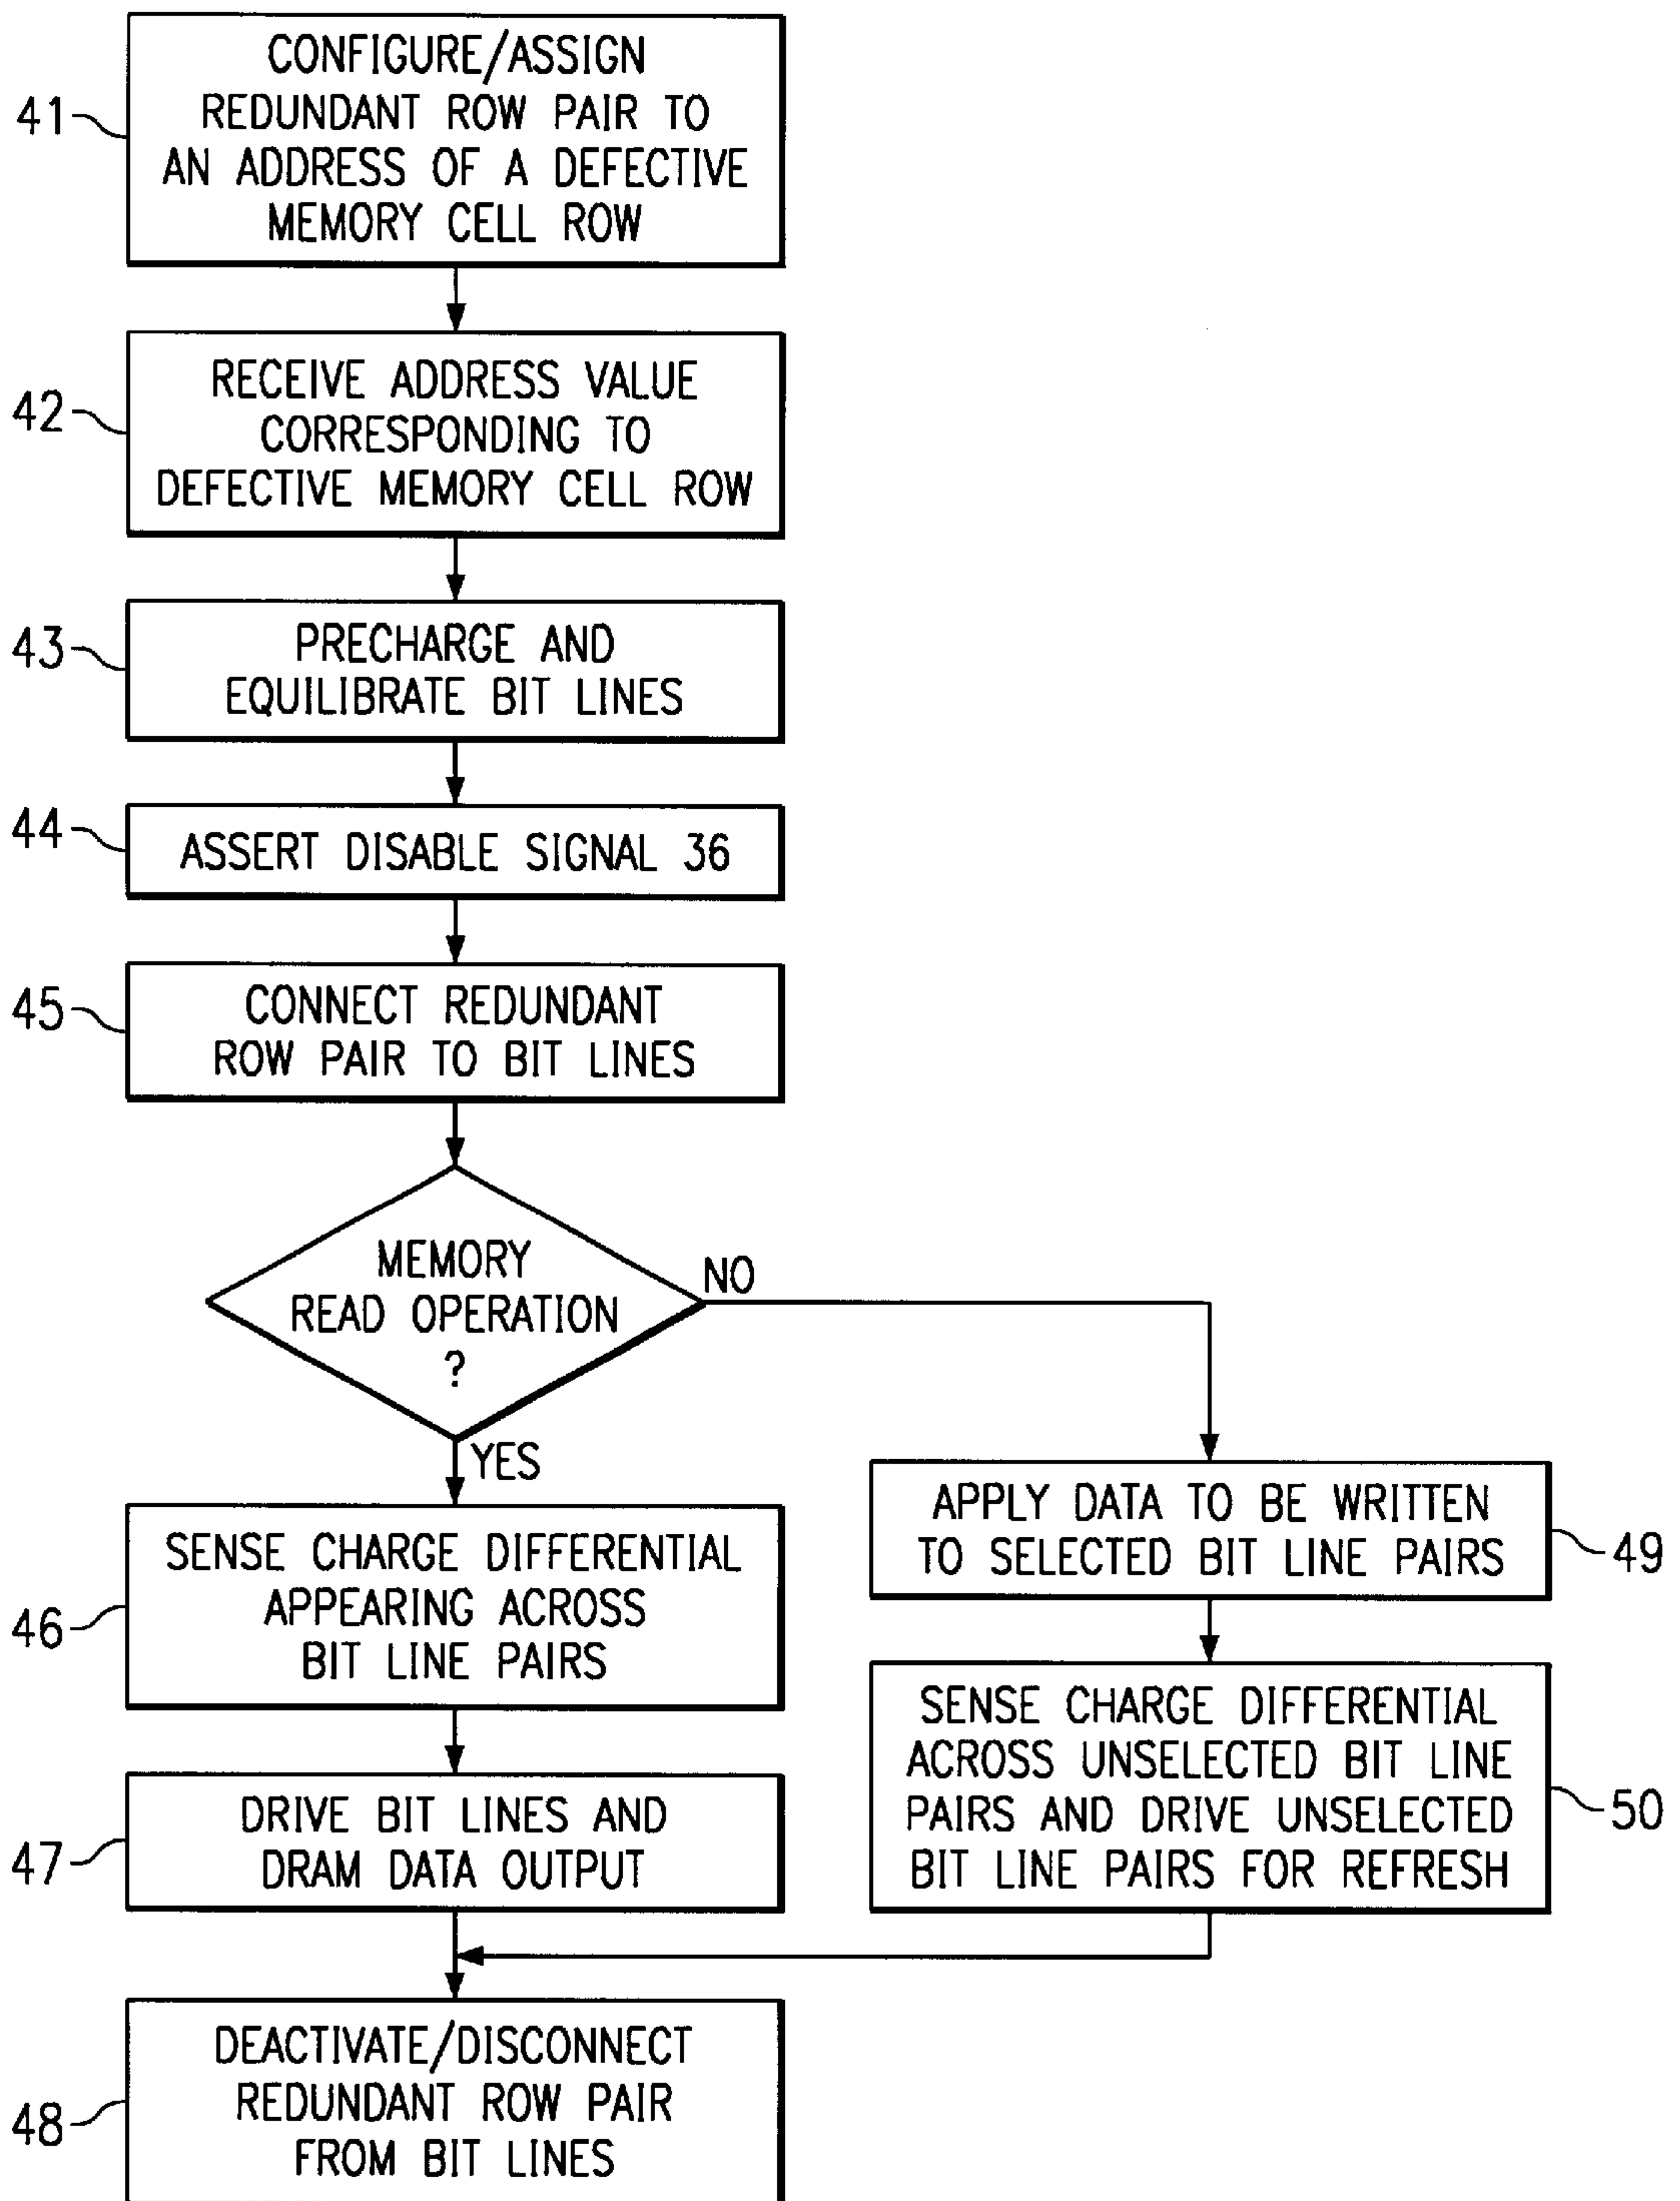 41
CONFIGURE/ASSIGN
REDUNDANT ROW PAIR TO
AN ADDRESS OF A DEFECTIVE
MEMORY CELL ROW
42
RECEIVE ADDRESS VALUE
CORRESPONDING TO
DEFECTIVE MEMORY CELL ROW
43
PRECHARGE AND
EQUILIBRATE BIT LINES
44
ASSERT DISABLE SIGNAL 36
45
CONNECT REDUNDANT
ROW PAIR TO BIT LINES
MEMORY
READ OPERATION
?
NO
YES
46
SENSE CHARGE DIFFERENTIAL
APPEARING ACROSS
BIT LINE PAIRS
47
DRIVE BIT LINES AND
DRAM DATA OUTPUT
APPLY DATA TO BE WRITTEN
TO SELECTED BIT LINE PAIRS
49
SENSE CHARGE DIFFERENTIAL
ACROSS UNSELECTED BIT LINE
PAIRS AND DRIVE UNSELECTED
BIT LINE PAIRS FOR REFRESH
50
48
DEACTIVATE/DISCONNECT
REDUNDANT ROW PAIR
FROM BIT LINES